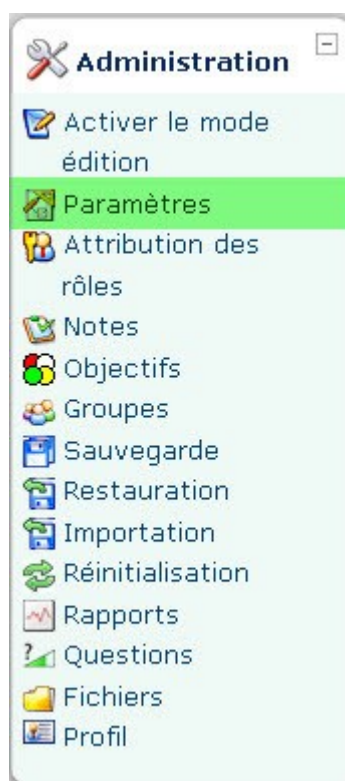 Administration
Activer le mode
édition
Paramètres
Attribution des
rôles
Notes
Objectifs
Groupes
Sauvegarde
Restauration
Importation
Réinitialisation
Rapports
Questions
Fichiers
Profil